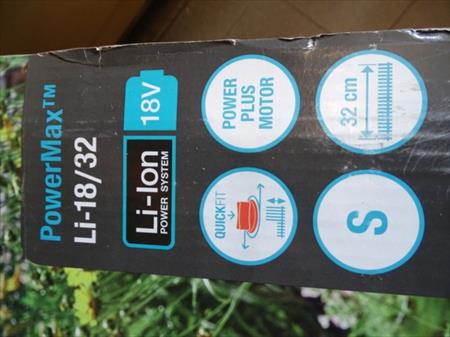 PowerMax™
Li-18/32
Li-Ion
POWER SYSTEM
18V
POWER
PLUS
MOTOR
32 cm
QUICKFIT
S